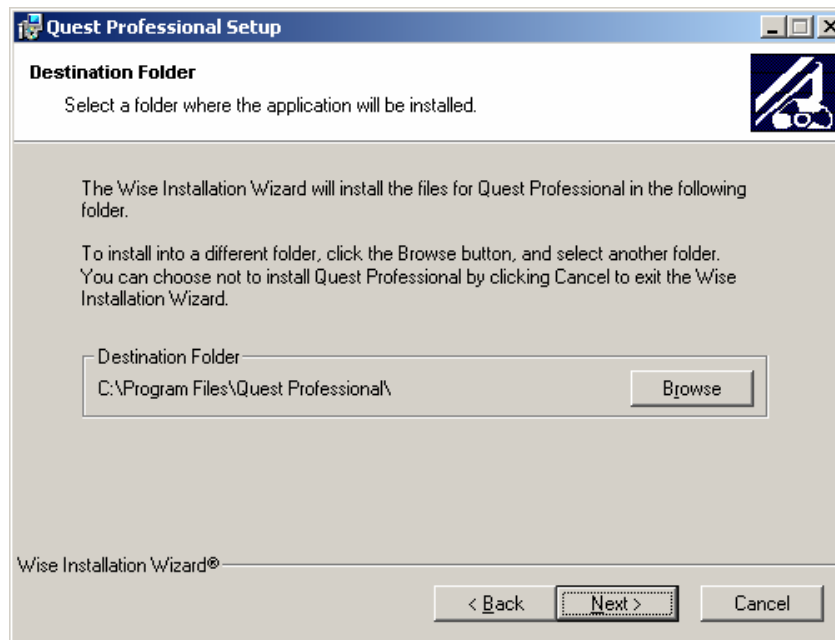 Quest Professional Setup
Destination Folder
Select a folder where the application will be installed.
The Wise Installation Wizard will install the files for Quest Professional in the following
folder.
To install into a different folder, click the Browse button, and select another folder.
You can choose not to install Quest Professional by clicking Cancel to exit the Wise
Installation Wizard.
Destination Folder
C:\Program Files\Quest Professional\
Browse
Wise Installation Wizard®
< Back
Next >
Cancel